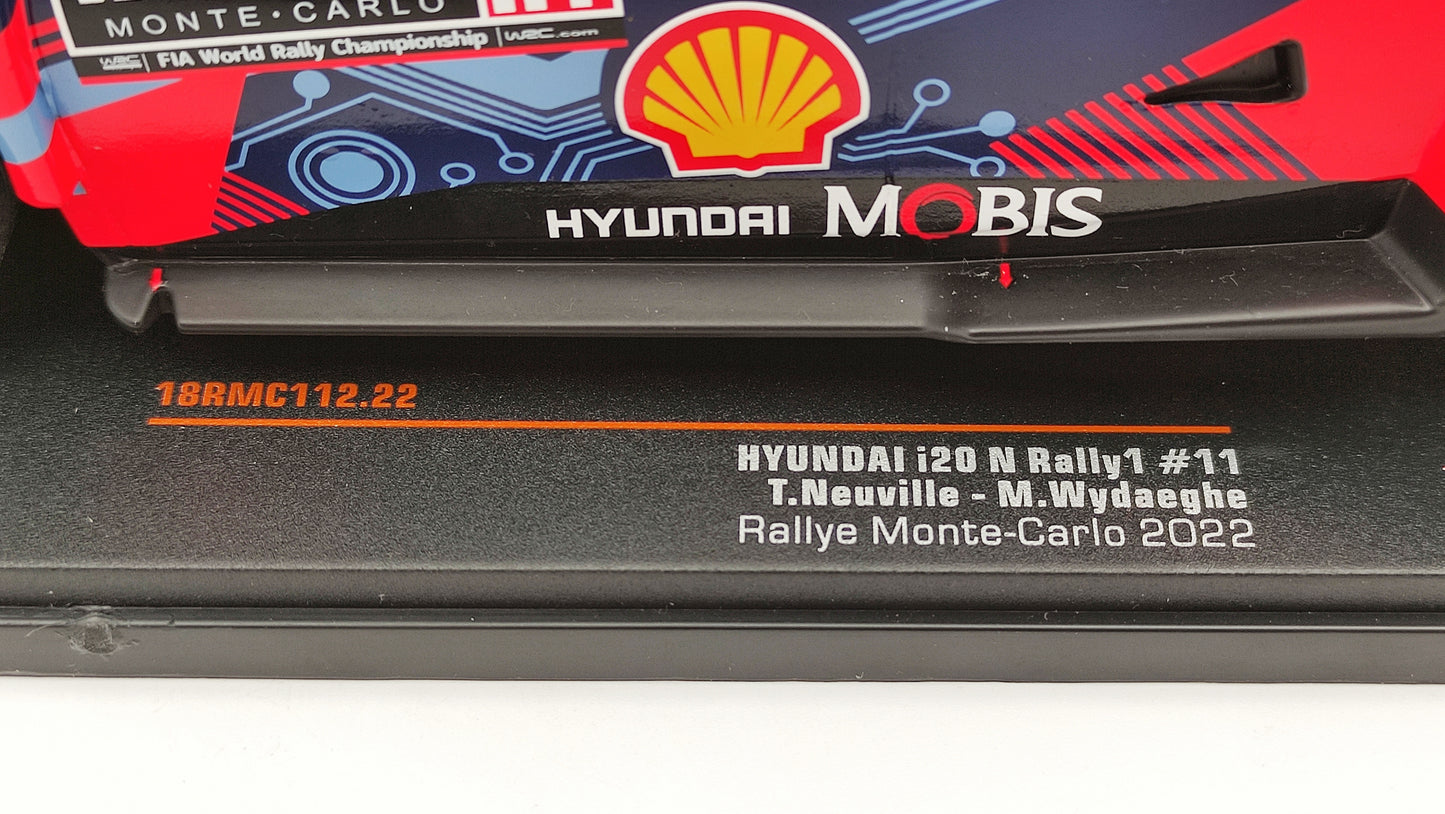 MONTE·CARLO
WRC | FIA World Rally Championship | WRC.com
HYUNDAI MOBIS
18RMC112.22
HYUNDAI i20 N Rally1 #11
T.Neuville - M.Wydaeghe
Rallye Monte-Carlo 2022